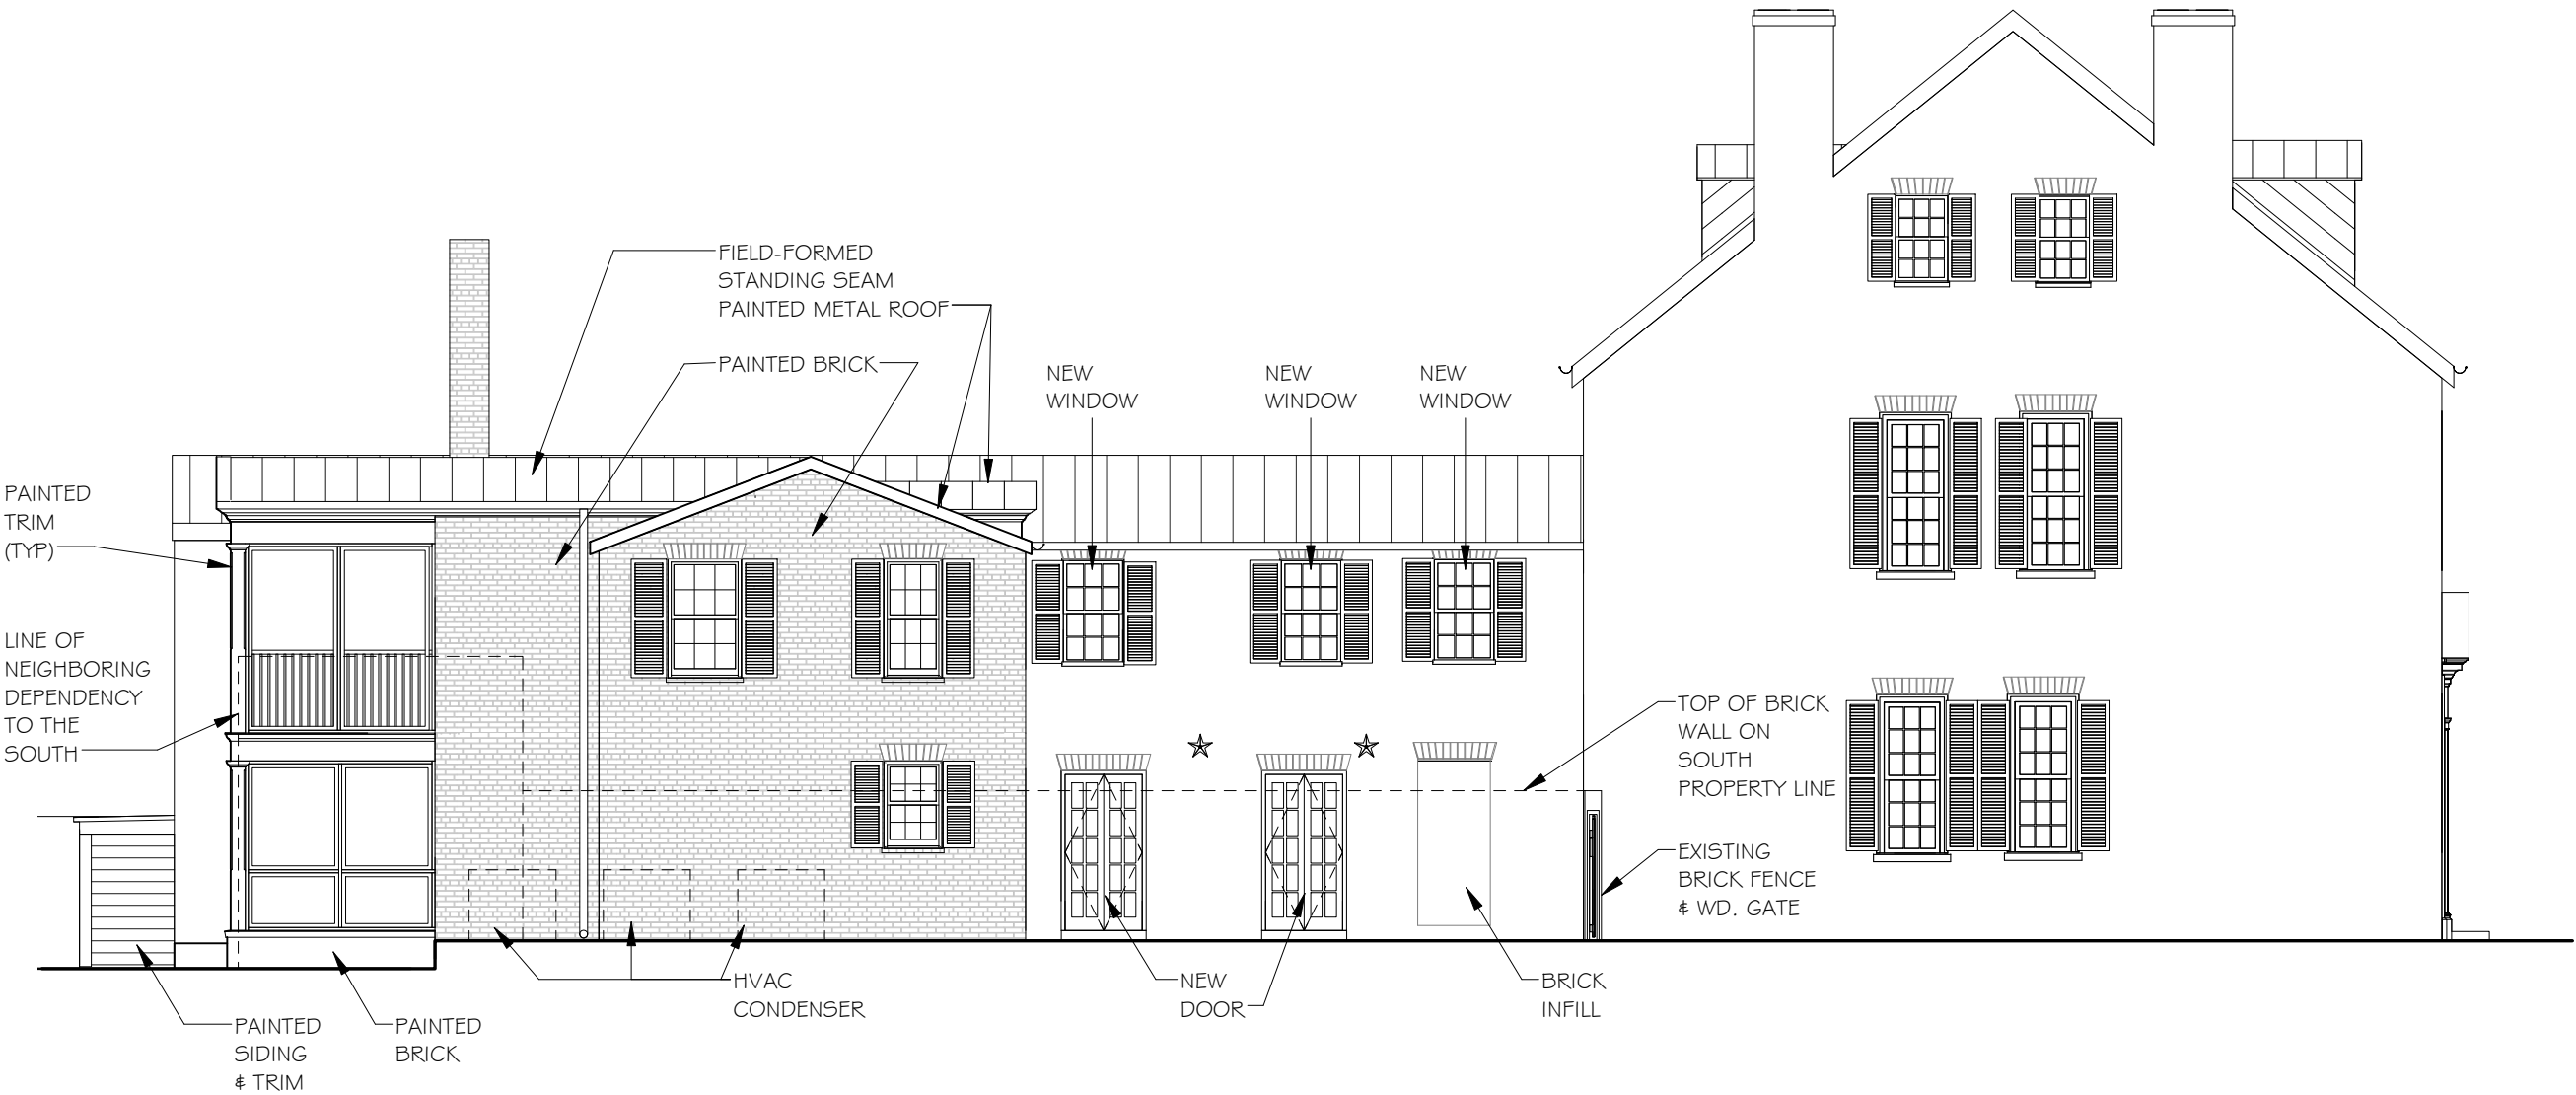 FIELD-FORMED
STANDING SEAM
PAINTED METAL ROOF
PAINTED BRICK
NEW
WINDOW
NEW
WINDOW
NEW
WINDOW
PAINTED
TRIM
(TYP)
LINE OF
NEIGHBORING
DEPENDENCY
TO THE
SOUTH
TOP OF BRICK
WALL ON
SOUTH
PROPERTY LINE
EXISTING
BRICK FENCE
& WD. GATE
HVAC
CONDENSER
NEW
DOOR
BRICK
INFILL
PAINTED
SIDING
& TRIM
PAINTED
BRICK